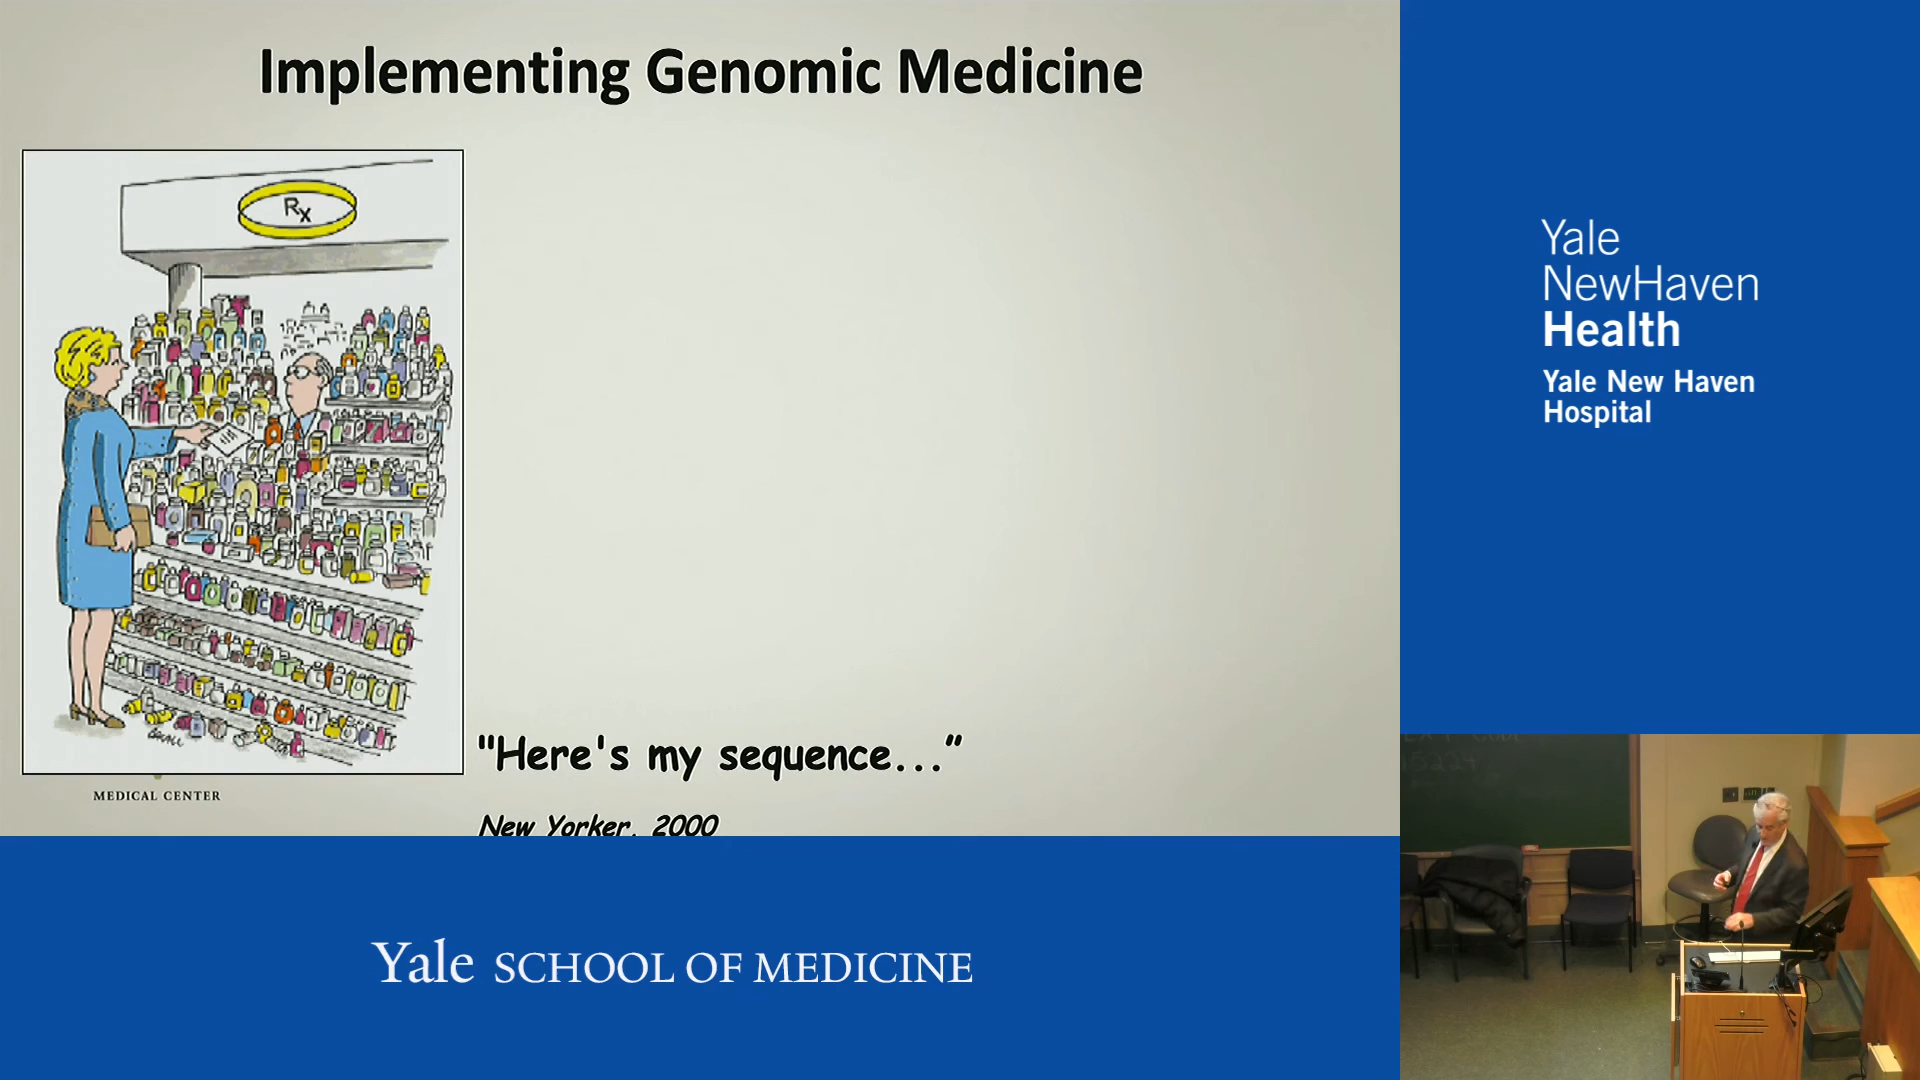 Implementing Genomic Medicine
Rx
MEDICAL CENTER
"Here's my sequence...”
New Yorker, 2000
Yale SCHOOL OF MEDICINE
Yale
NewHaven
Health
Yale New Haven
Hospital